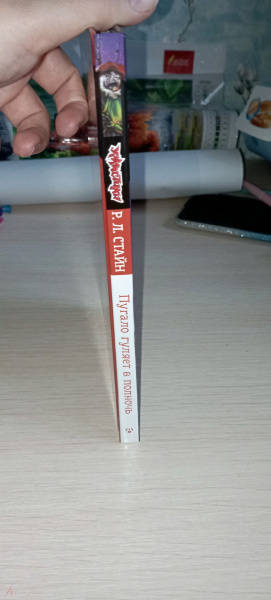 Ужастики
Р. Л. СТАЙН
Пугало гуляет в полночь